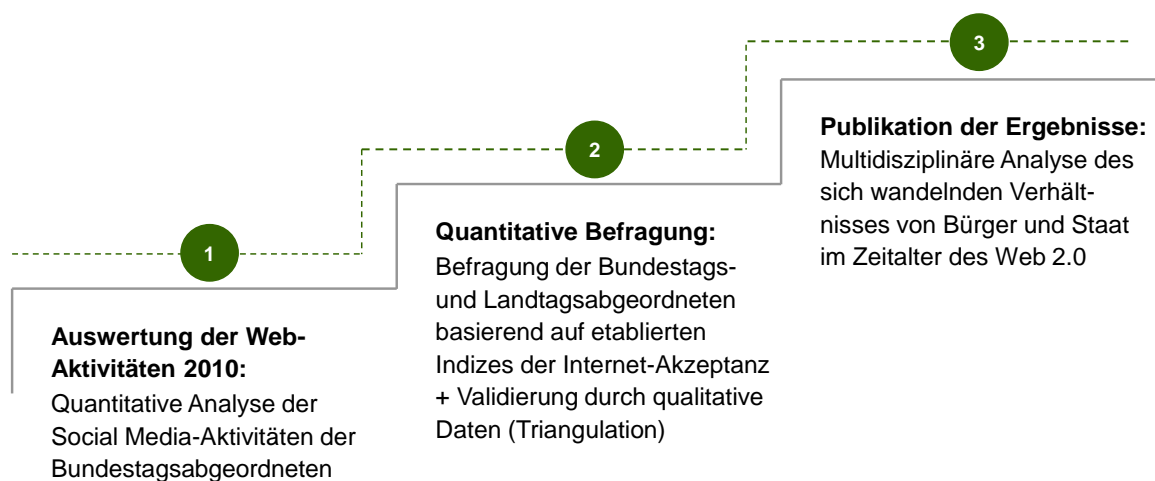 1
Auswertung der Web-
Aktivitäten 2010:
Quantitative Analyse der
Social Media-Aktivitäten der
Bundestagsabgeordneten
2
Quantitative Befragung:
Befragung der Bundestags-
und Landtagsabgeordneten
basierend auf etablierten
Indizes der Internet-Akzeptanz
+ Validierung durch qualitative
Daten (Triangulation)
3
Publikation der Ergebnisse:
Multidisziplinäre Analyse des
sich wandelnden Verhält-
nisses von Bürger und Staat
im Zeitalter des Web 2.0